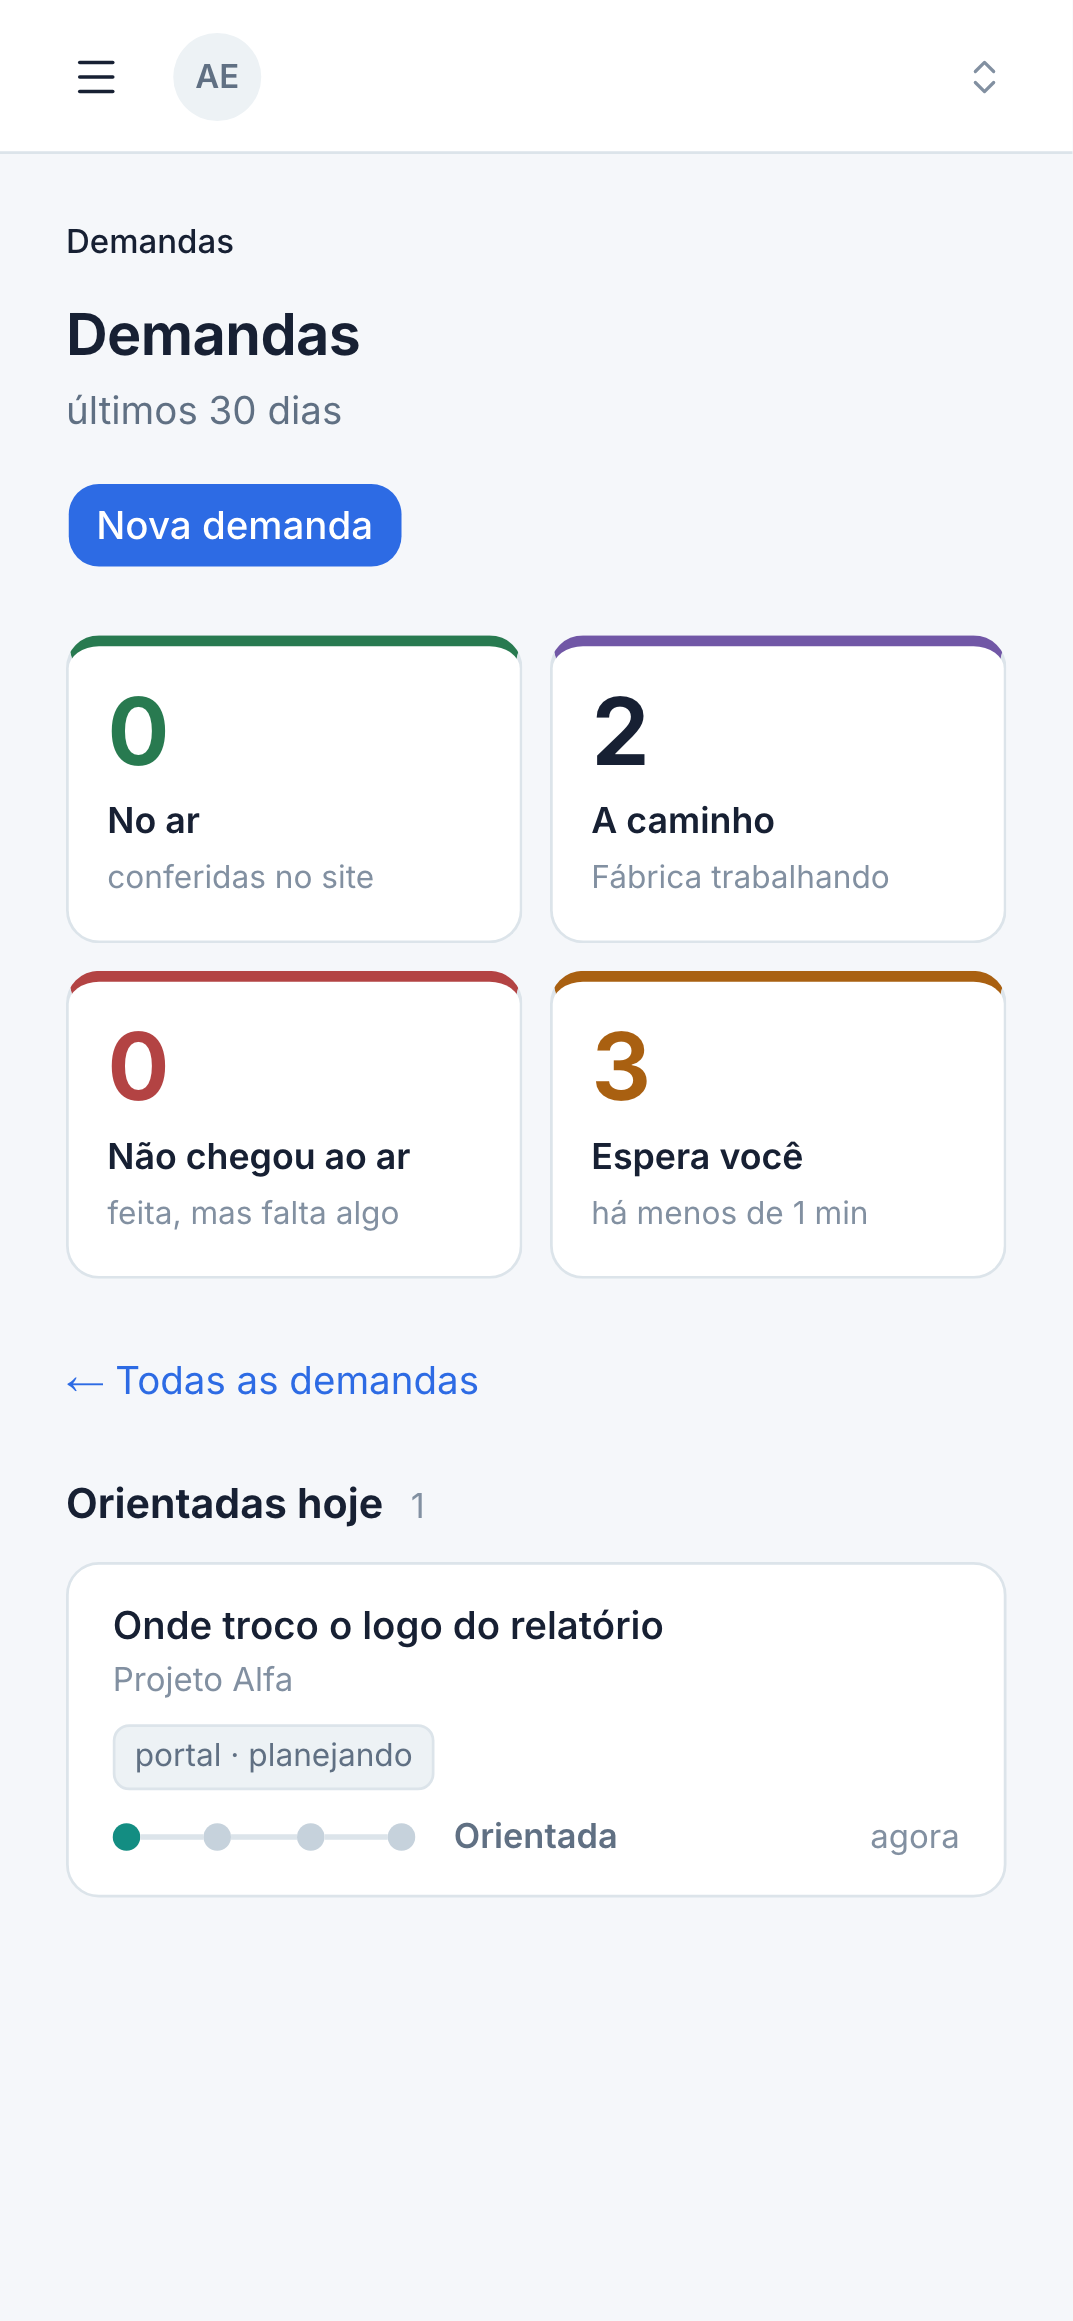 AE
Demandas
Demandas
últimos 30 dias
Nova demanda
0
No ar
conferidas no site
2
A caminho
Fábrica trabalhando
0
Não chegou ao ar
feita, mas falta algo
3
Espera você
há menos de 1 min
← Todas as demandas
Orientadas hoje 1
Onde troco o logo do relatório
Projeto Alfa
portal · planejando
Orientada agora